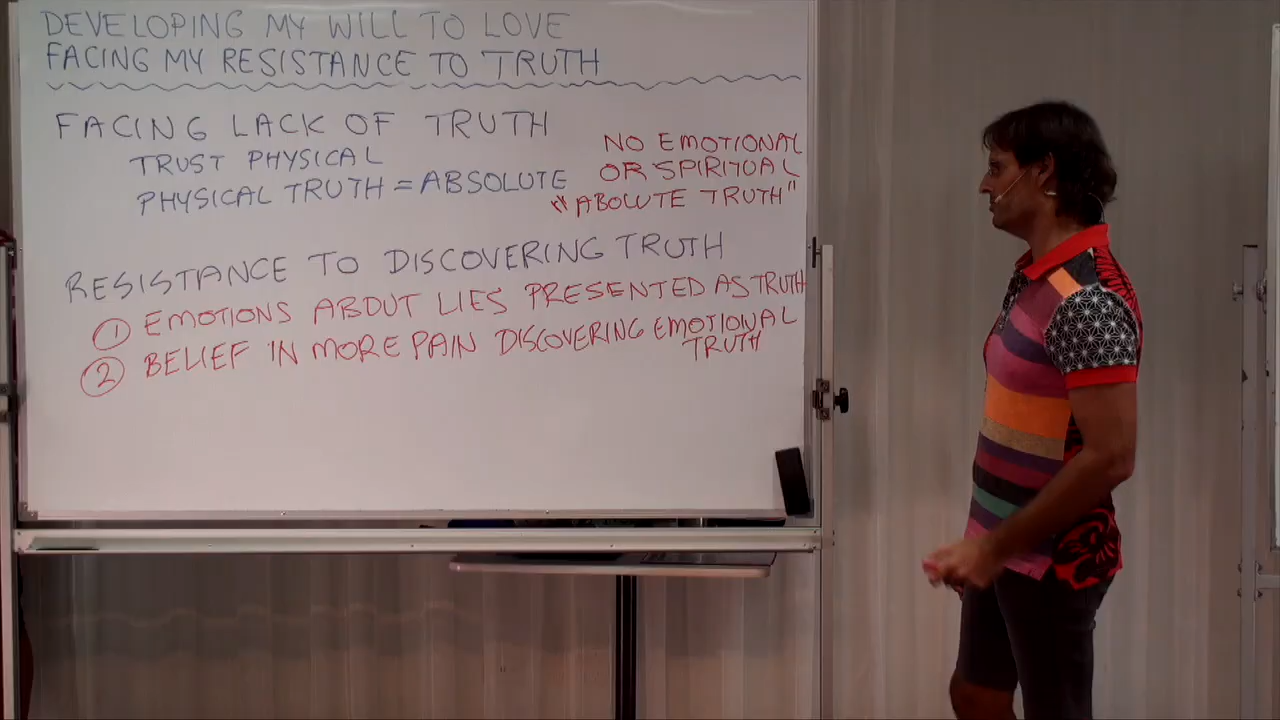 DEVELOPING MY WILL TO LOVE
FACING MY RESISTANCE TO TRUTH
FACING LACK OF TRUTH
TRUST PHYSICAL
PHYSICAL TRUTH = ABSOLUTE
NO EMOTIONAL
OR SPIRITUAL
"ABOLUTE TRUTH"
RESISTANCE TO DISCOVERING TRUTH
① EMOTIONS ABOUT LIES PRESENTED AS TRUTH
② BELIEF IN MORE PAIN DISCOVERING EMOTIONAL
TRUTH